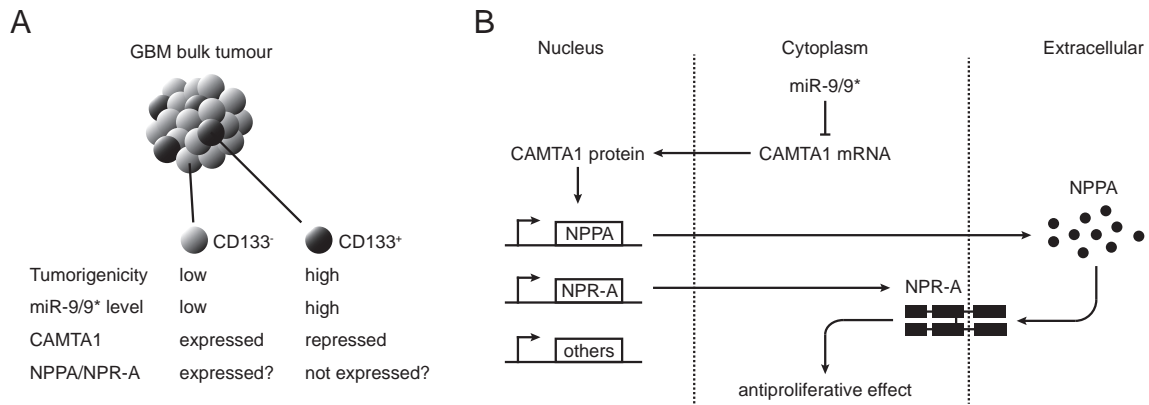 A
GBM bulk tumour
CD133-
CD133+
Tumorigenicity low high
miR-9/9* level low high
CAMTA1 expressed repressed
NPPA/NPR-A expressed? not expressed?
B
Nucleus Cytoplasm Extracellular
miR-9/9*
CAMTA1 protein CAMTA1 mRNA
NPPA
NPPA
NPR-A
NPR-A
others
antiproliferative effect